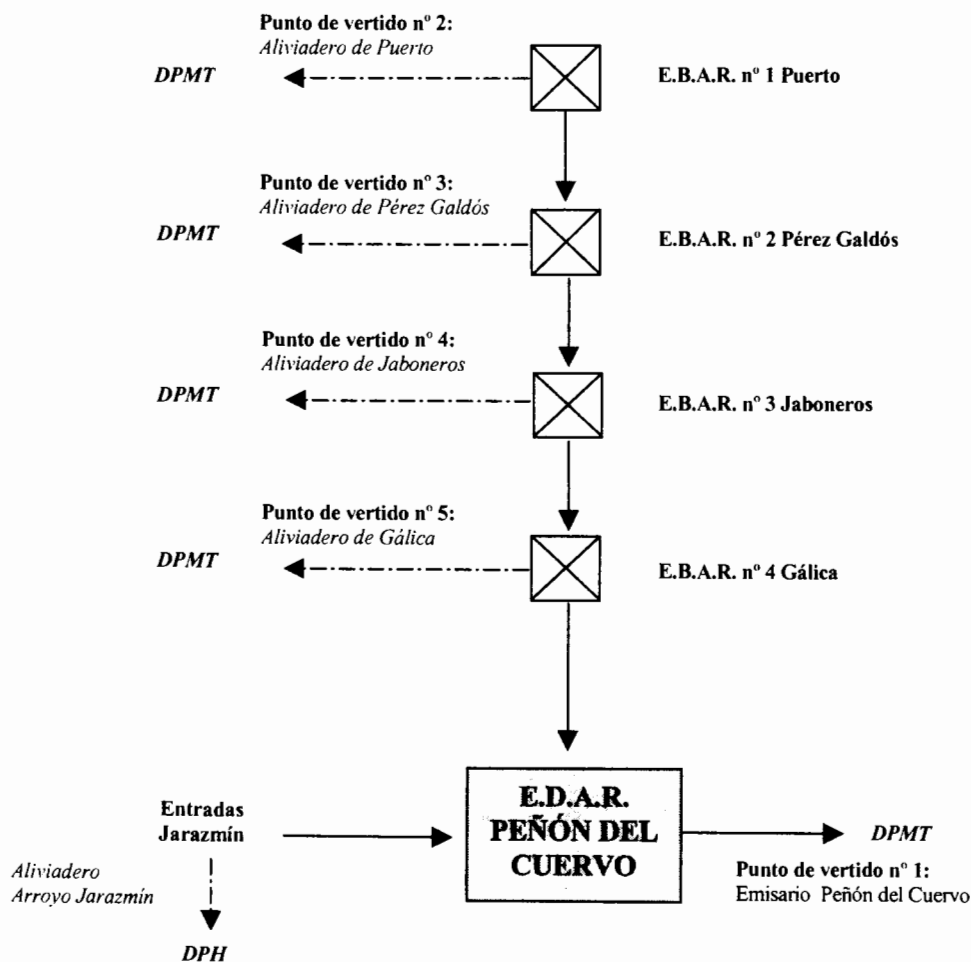 Punto de vertido nº 2:
Aliviadero de Puerto
DPMT
E.B.A.R. nº 1 Puerto
Punto de vertido nº 3:
Aliviadero de Pérez Galdós
DPMT
E.B.A.R. nº 2 Pérez Galdós
Punto de vertido nº 4:
Aliviadero de Jaboneros
DPMT
E.B.A.R. nº 3 Jaboneros
Punto de vertido nº 5:
Aliviadero de Gálica
DPMT
E.B.A.R. nº 4 Gálica
E.D.A.R.
PEÑÓN DEL
CUERVO
Entradas
Jarazmín
DPMT
Aliviadero
Arroyo Jarazmín
Punto de vertido nº 1:
Emisario Peñón del Cuervo
DPH